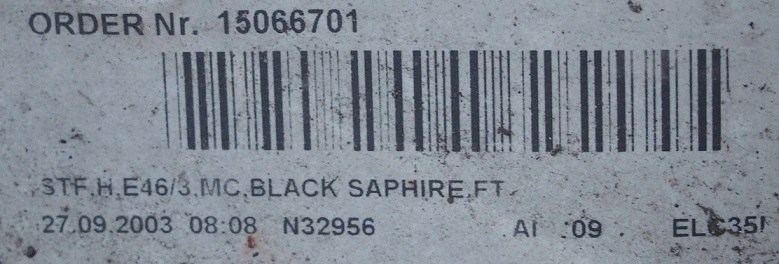 ORDER Nr. 15066701
STF.H.E46/3.MC.BLACK SAPHIRE.FT.
27.09.2003 08:08 N32956 AI :09